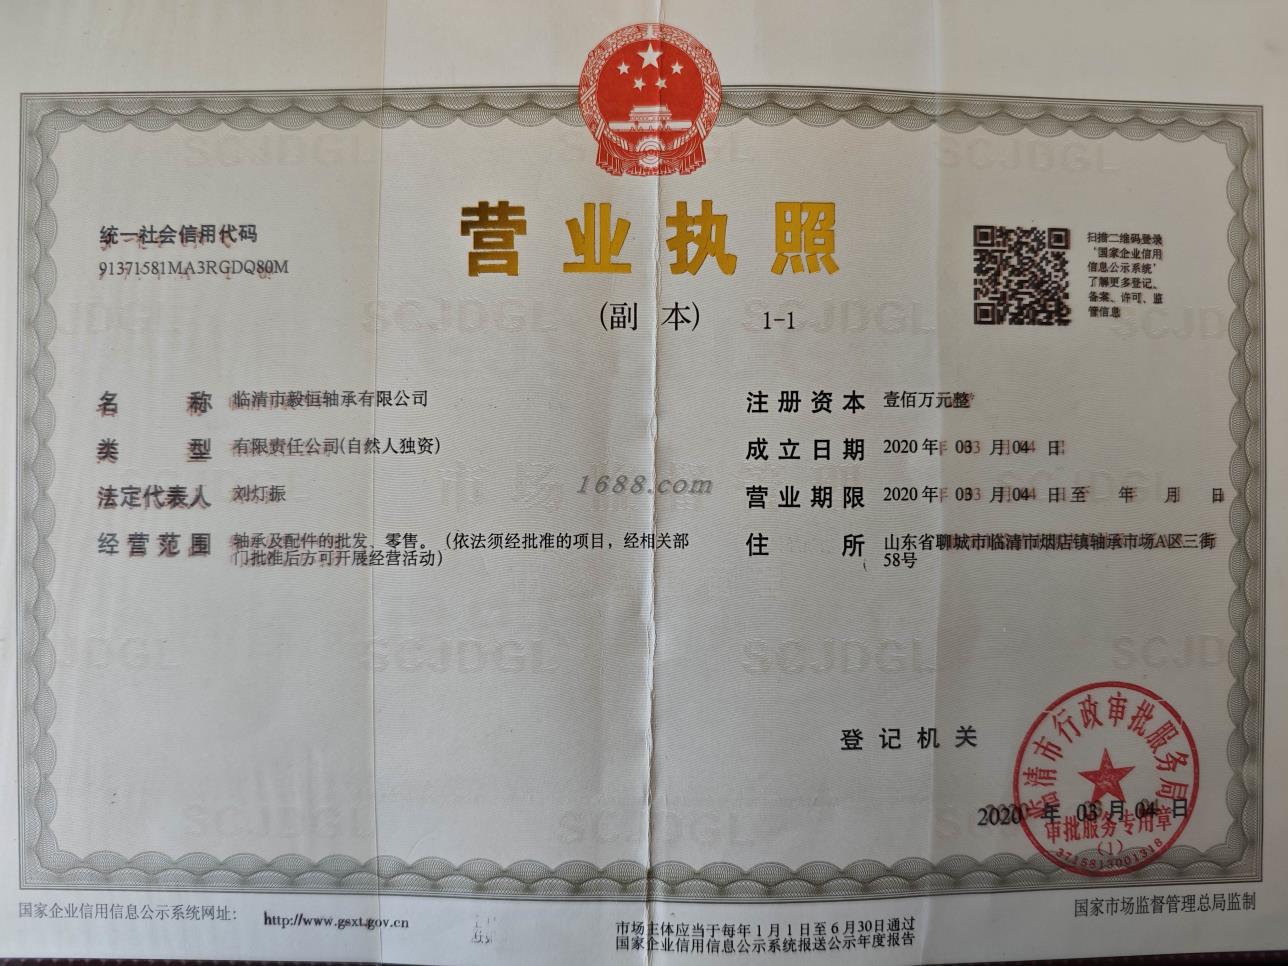 营业执照
(副 本) 1-1
统一社会信用代码
91371581MA3RGDQ80M
扫描二维码登录
“国家企业信用
信息公示系统”
了解更多登记、
备案、许可、监
管信息
名 称 临清市毅恒轴承有限公司
类 型 有限责任公司(自然人独资)
法定代表人 刘灯振
经营范围 轴承及配件的批发、零售。（依法须经批准的项目，经相关部
门批准后方可开展经营活动）
注册资本 壹佰万元整
成立日期 2020 年 03 月 04 日
营业期限 2020 年 03 月 04 日至 年 月 日
住 所 山东省聊城市临清市烟店镇轴承市场A区三街
58号
1688.com
SCJDGL
登记机关
临清市行政审批服务局
2020 年 03 月 04 日
审批服务专用章
(1)
3715813001318
国家企业信用信息公示系统网址：
http://www.gsxt.gov.cn
市场主体应当于每年1月1日至6月30日通过
国家企业信用信息公示系统报送公示年度报告
国家市场监督管理总局监制